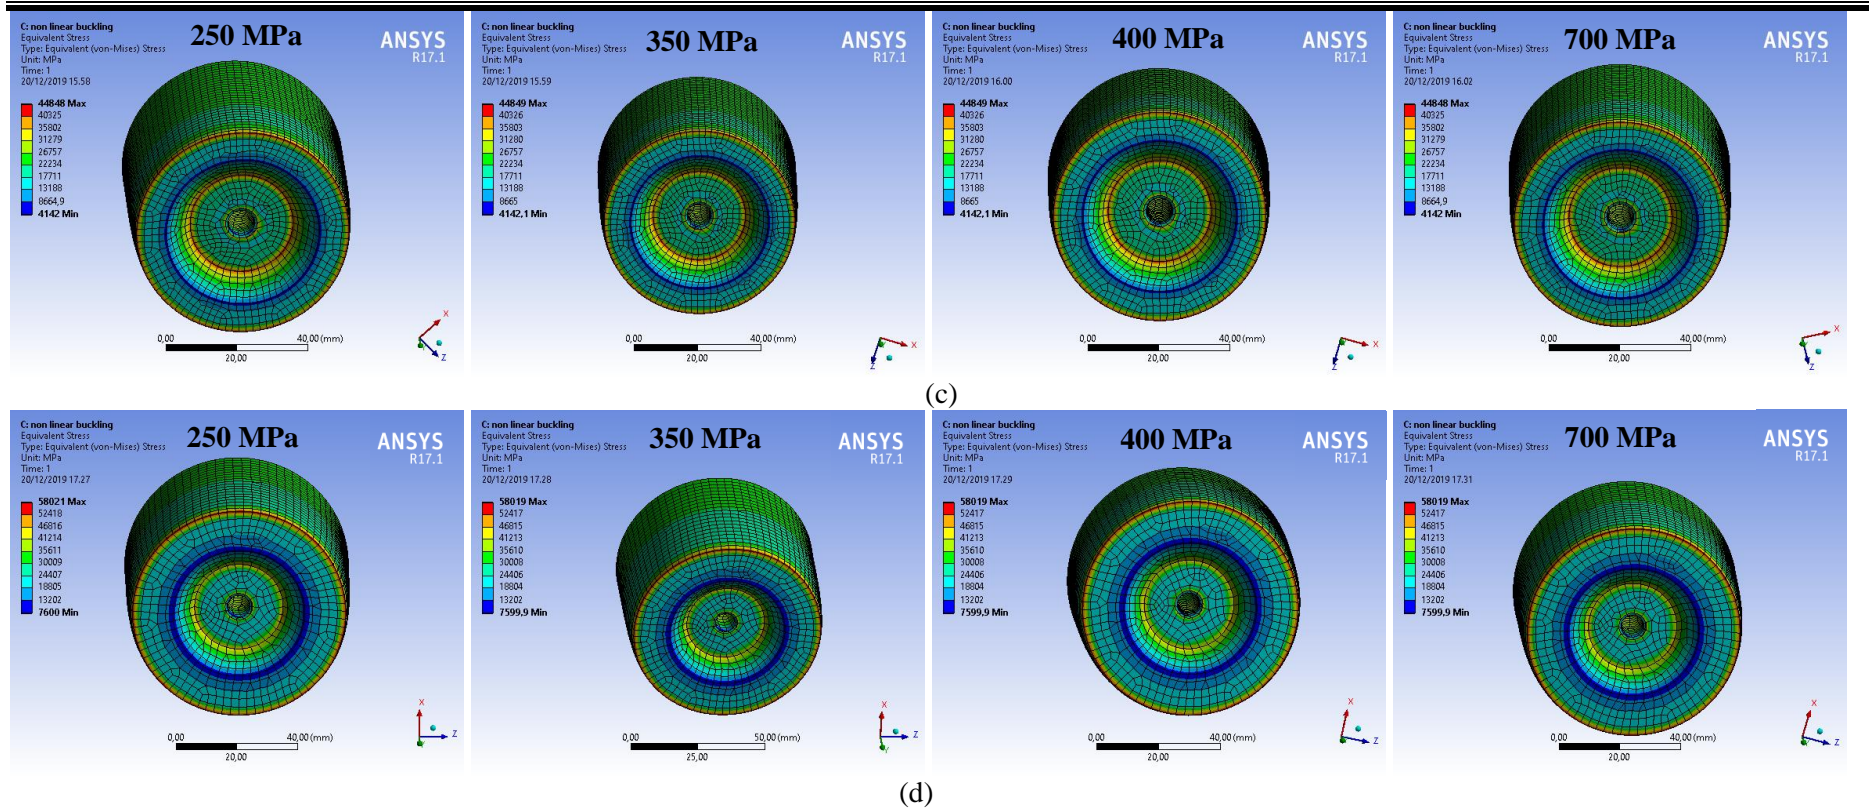 C: non linear buckling
Equivalent Stress
Type: Equivalent (von-Mises) Stress
Unit: MPa
Time: 1
20/12/2019 15.58
250 MPa
ANSYS
R17.1
44848 Max
40325
35802
31279
26757
22234
17711
13188
8664,9
4142 Min
0,00
40,00 (mm)
20,00
X
Y
Z
C: non linear buckling
Equivalent Stress
Type: Equivalent (von-Mises) Stress
Unit: MPa
Time: 1
20/12/2019 15.59
350 MPa
ANSYS
R17.1
44849 Max
40326
35803
31280
26757
22234
17711
13188
8665
4142,1 Min
0,00
40,00 (mm)
20,00
X
Y
Z
C: non linear buckling
Equivalent Stress
Type: Equivalent (von-Mises) Stress
Unit: MPa
Time: 1
20/12/2019 16.00
400 MPa
ANSYS
R17.1
44849 Max
40326
35803
31280
26757
22234
17711
13188
8665
4142,1 Min
0,00
40,00 (mm)
20,00
X
Y
Z
C: non linear buckling
Equivalent Stress
Type: Equivalent (von-Mises) Stress
Unit: MPa
Time: 1
20/12/2019 16.02
700 MPa
ANSYS
R17.1
44848 Max
40325
35802
31279
26757
22234
17711
13188
8664,9
4142 Min
0,00
40,00 (mm)
20,00
X
Y
Z
(c)
C: non linear buckling
Equivalent Stress
Type: Equivalent (von-Mises) Stress
Unit: MPa
Time: 1
20/12/2019 17.27
250 MPa
ANSYS
R17.1
58021 Max
52418
46816
41214
35611
30009
24407
18805
13202
7600 Min
0,00
40,00 (mm)
20,00
X
Y
Z
C: non linear buckling
Equivalent Stress
Type: Equivalent (von-Mises) Stress
Unit: MPa
Time: 1
20/12/2019 17.28
350 MPa
ANSYS
R17.1
58019 Max
52417
46815
41213
35610
30008
24406
18804
13202
7599,9 Min
0,00
50,00 (mm)
25,00
X
Y
Z
C: non linear buckling
Equivalent Stress
Type: Equivalent (von-Mises) Stress
Unit: MPa
Time: 1
20/12/2019 17.29
400 MPa
ANSYS
R17.1
58019 Max
52417
46815
41213
35610
30008
24406
18804
13202
7599,9 Min
0,00
40,00 (mm)
20,00
X
Z
C: non linear buckling
Equivalent Stress
Type: Equivalent (von-Mises) Stress
Unit: MPa
Time: 1
20/12/2019 17.31
700 MPa
ANSYS
R17.1
58019 Max
52417
46815
41213
35610
30008
24406
18804
13202
7599,9 Min
0,00
40,00 (mm)
20,00
X
Z
(d)